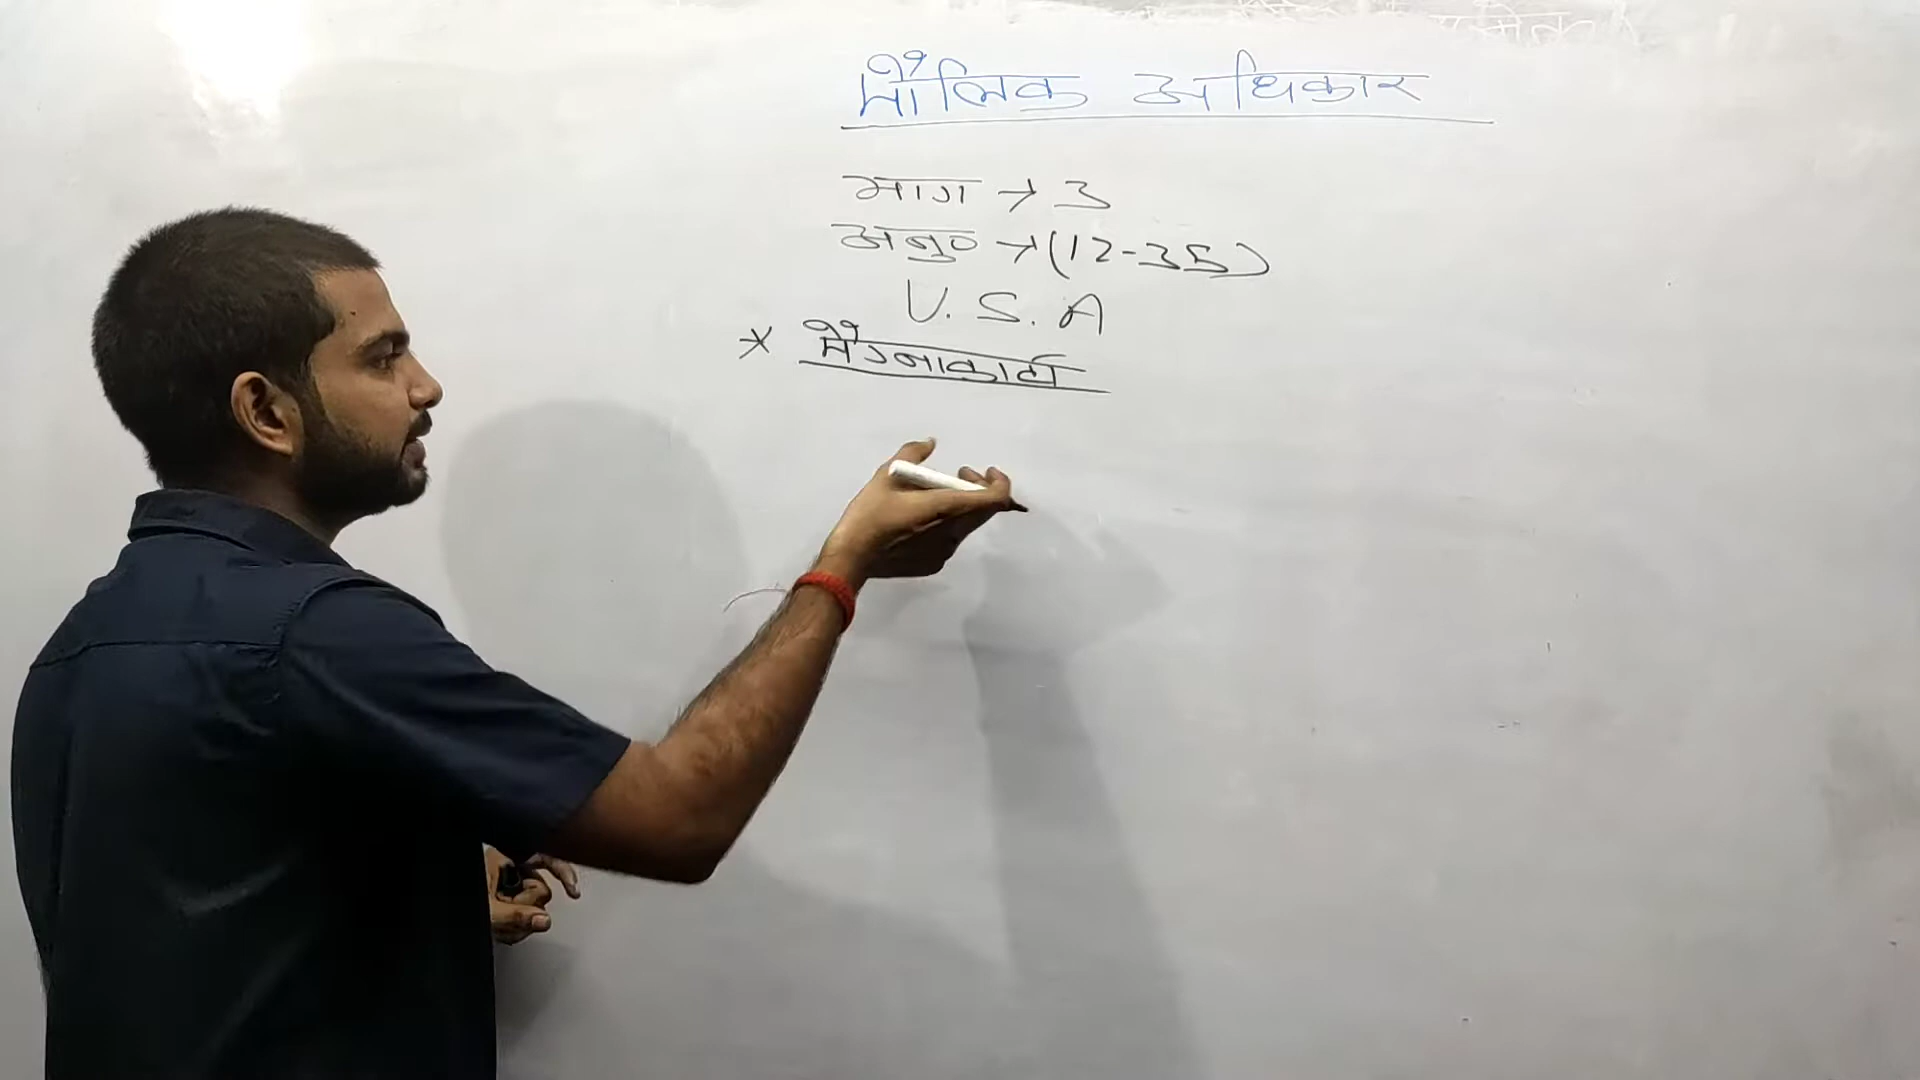 मौलिक अधिकार
भाग → 3
अनु० → (12-35)
U.S.A
* मैग्नाकार्टा